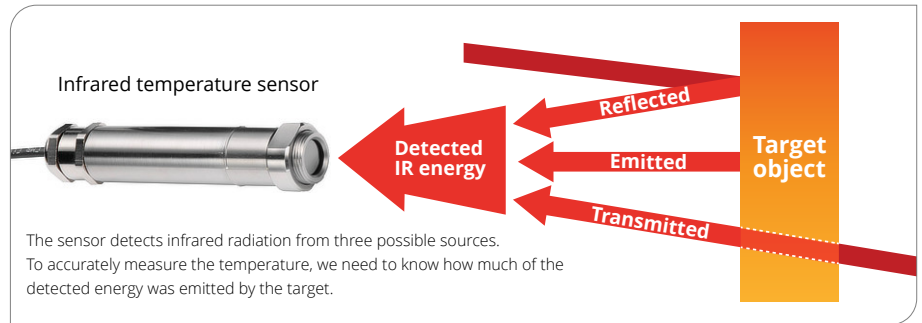 Infrared temperature sensor
Reflected
Detected
IR energy
Emitted
Target
object
Transmitted
The sensor detects infrared radiation from three possible sources.
To accurately measure the temperature, we need to know how much of the
detected energy was emitted by the target.